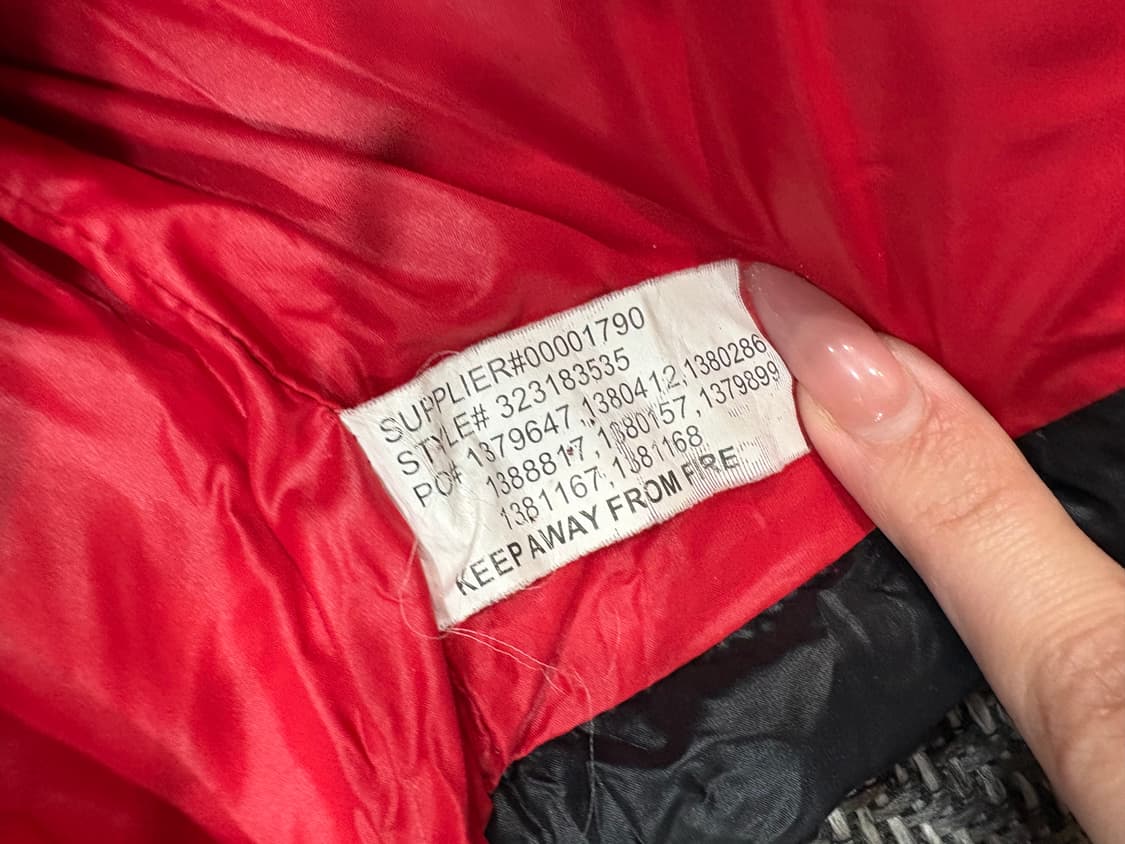 SUPPLIER#00001790
STYLE# 323183535
PO# 1379647,1380412,1380286
1388817, 1380157,1379899
1381167, 1381168
KEEP AWAY FROM FIRE